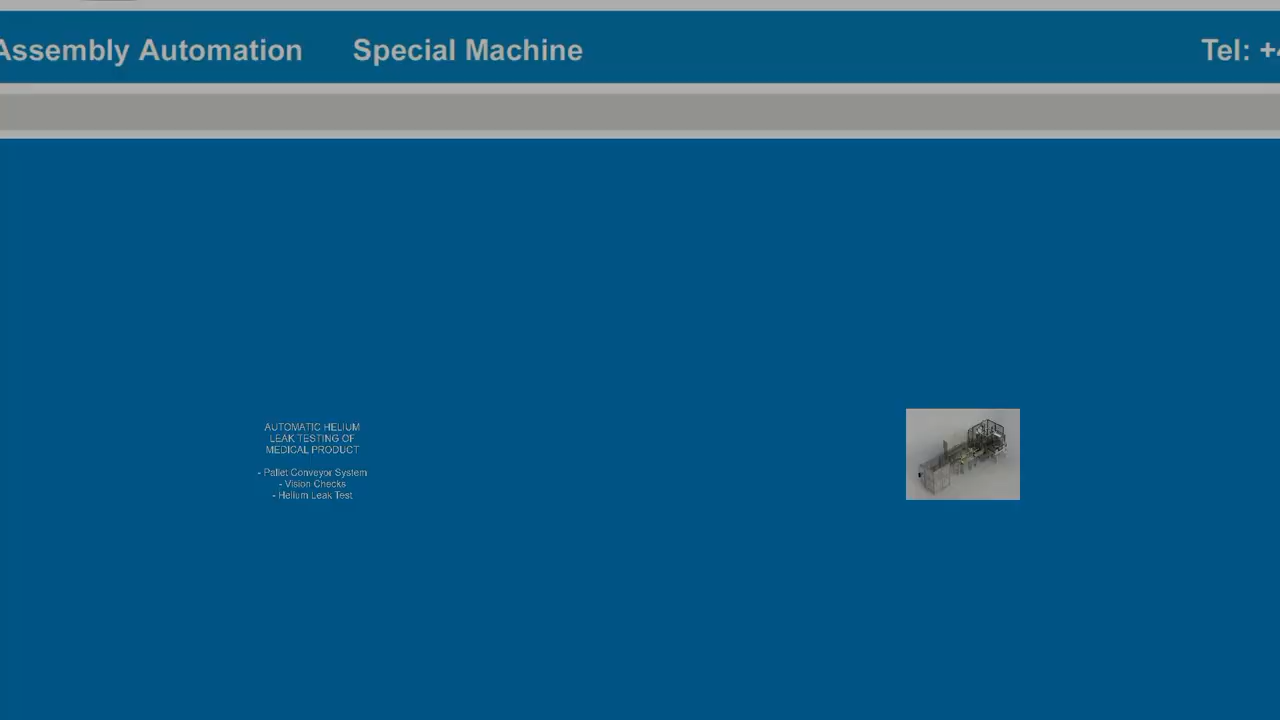 Assembly Automation Special Machine Tel: +4
AUTOMATIC HELIUM
LEAK TESTING OF
MEDICAL PRODUCT
- Pallet Conveyor System
- Vision Checks
- Helium Leak Test